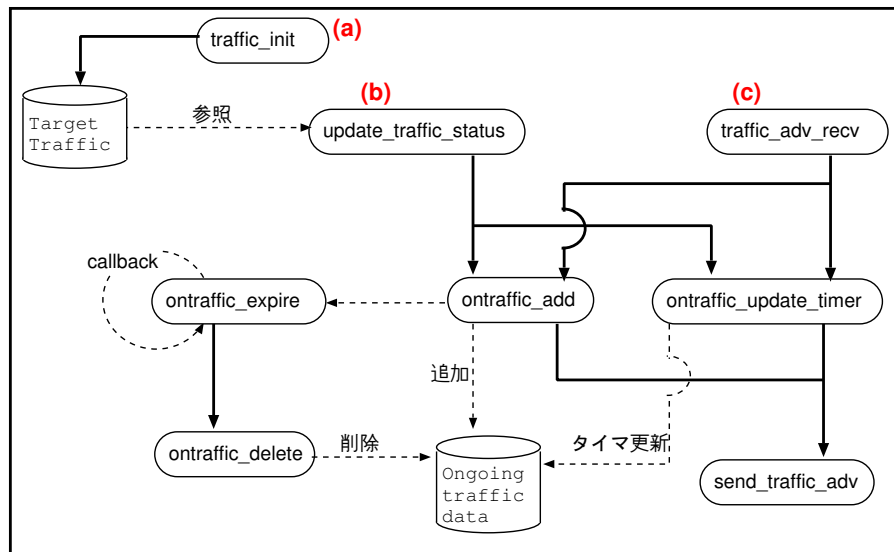 traffic_init
(a)
Target
Traffic
参照
(b)
update_traffic_status
(c)
traffic_adv_recv
callback
ontraffic_expire
ontraffic_add
ontraffic_update_timer
追加
ontraffic_delete
削除
Ongoing
traffic
data
タイマ更新
send_traffic_adv